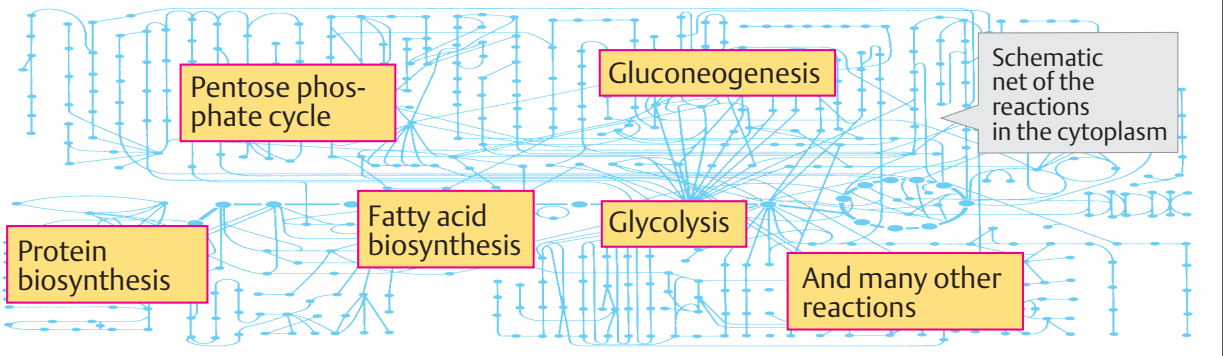 Pentose phos-
phate cycle
Gluconeogenesis
Schematic
net of the
reactions
in the cytoplasm
Protein
biosynthesis
Fatty acid
biosynthesis
Glycolysis
And many other
reactions